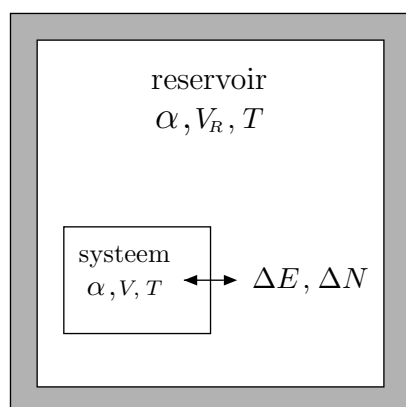 reservoir
α, V_R, T
systeem
α, V, T
ΔE, ΔN